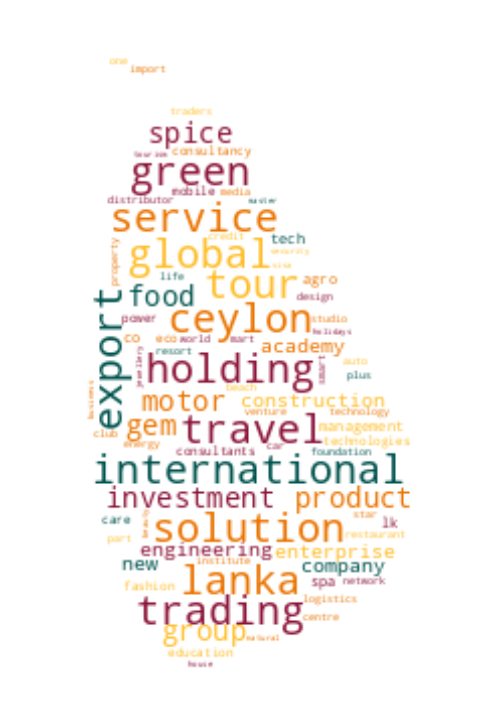 one
import
traders
spice
tourism consultancy
green
mobile media
distributor master
service
credit tech
global security
property visa
life tour agro
food design
export
power ceylon studio
holidays
co eco world mart academy
resort
jewellery holding smart auto
plus
business beach
motor construction
venture technology
club gem travel management
energy car technologies
consultants foundation
international
investment product
care beauty solution star lk
part restaurant
engineering enterprise
new institute company
fashion lanka spa network
trading logistics
centre
group natural
education
house